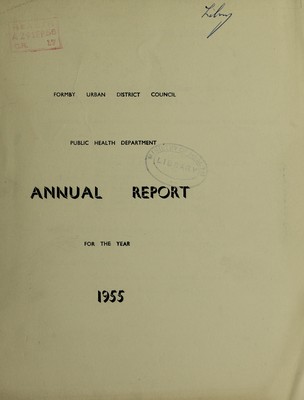 FORMBY URBAN DISTRICT COUNCIL
PUBLIC HEALTH DEPARTMENT
ANNUAL REPORT
FOR THE YEAR
1955